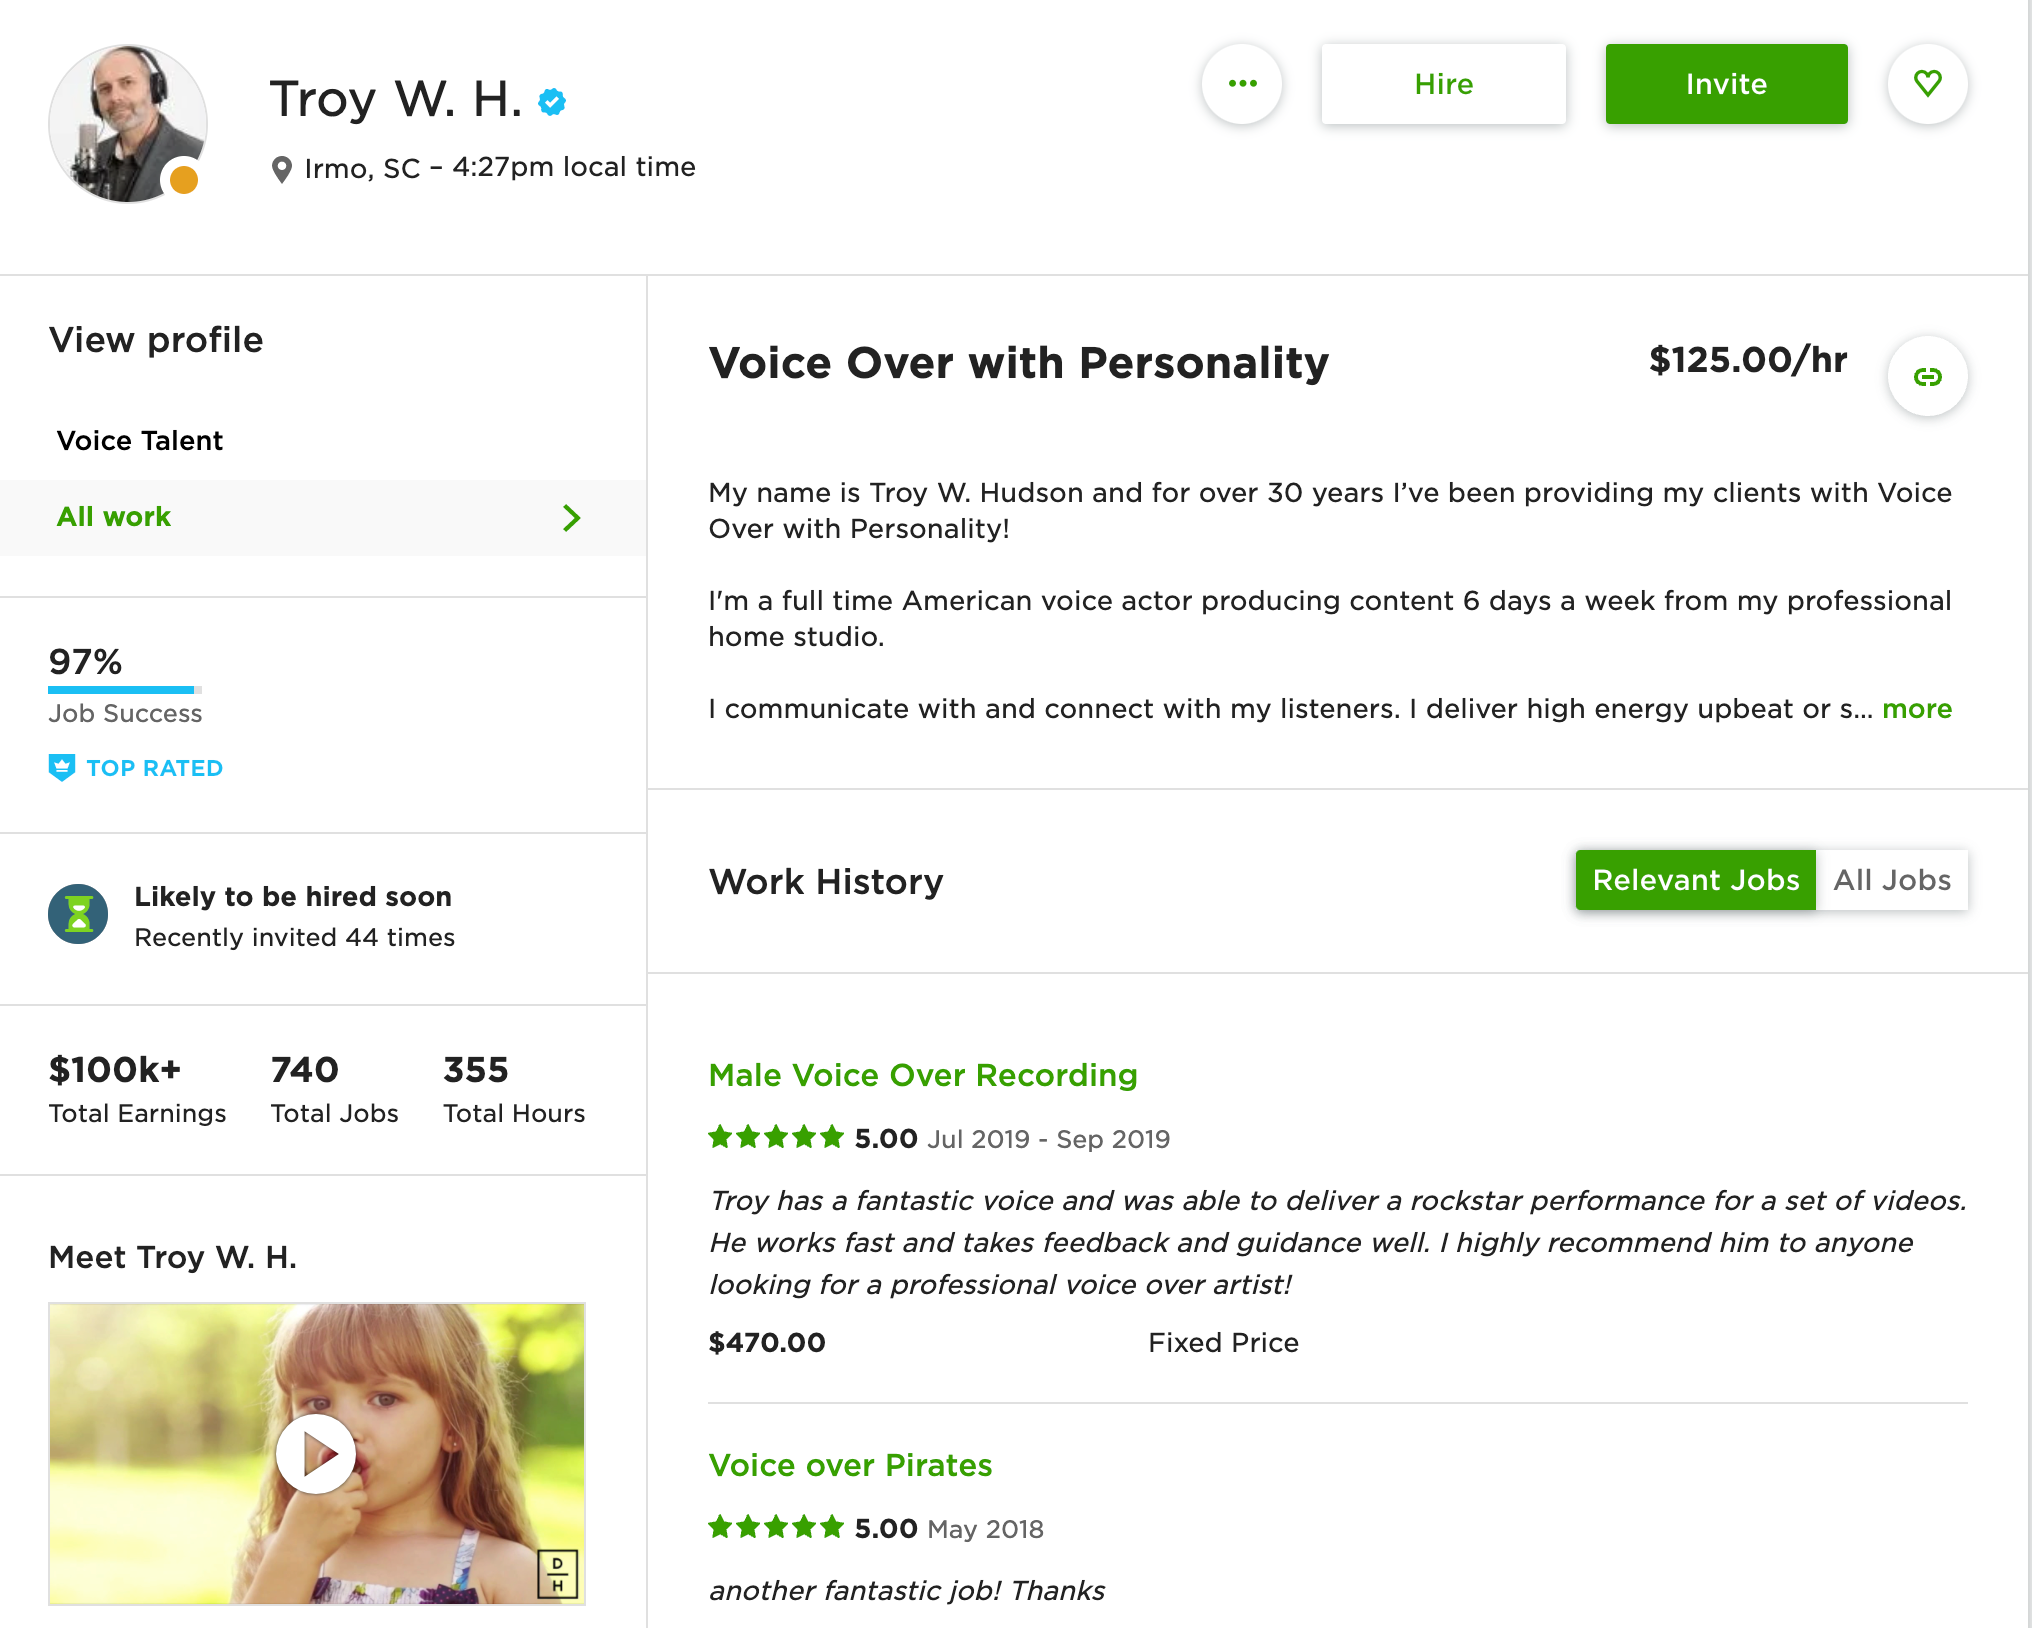 Troy W. H.
Irmo, SC – 4:27pm local time
Hire
Invite
View profile
Voice Talent
All work
97%
Job Success
TOP RATED
Likely to be hired soon
Recently invited 44 times
$100k+ 740 355
Total Earnings Total Jobs Total Hours
Meet Troy W. H.
D
H
Voice Over with Personality
$125.00/hr
My name is Troy W. Hudson and for over 30 years I’ve been providing my clients with Voice
Over with Personality!
I'm a full time American voice actor producing content 6 days a week from my professional
home studio.
I communicate with and connect with my listeners. I deliver high energy upbeat or s... more
Work History
Relevant Jobs All Jobs
Male Voice Over Recording
5.00 Jul 2019 - Sep 2019
Troy has a fantastic voice and was able to deliver a rockstar performance for a set of videos.
He works fast and takes feedback and guidance well. I highly recommend him to anyone
looking for a professional voice over artist!
$470.00 Fixed Price
Voice over Pirates
5.00 May 2018
another fantastic job! Thanks